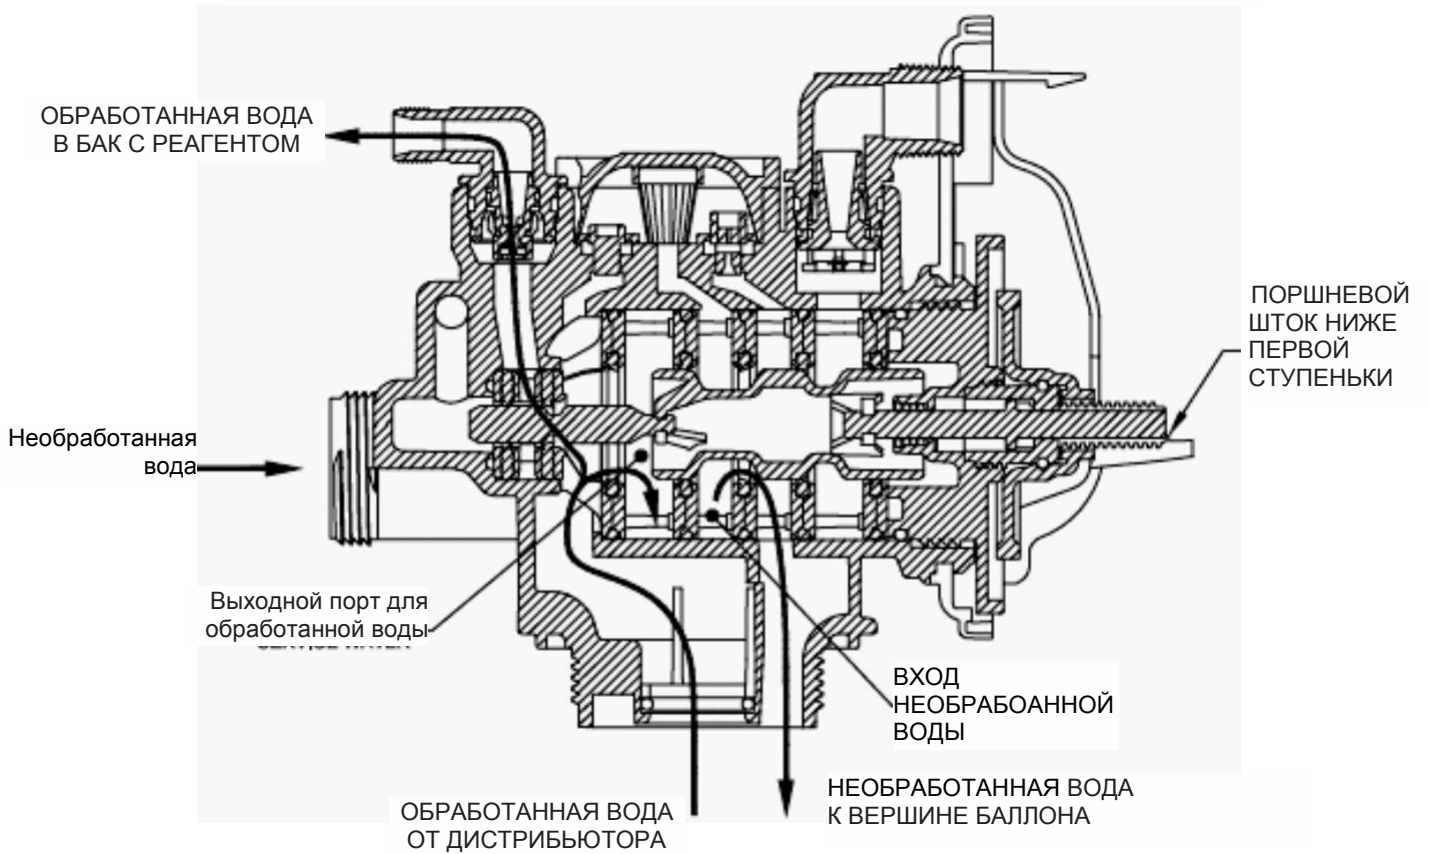 ОБРАБОТАННАЯ ВОДА
В БАК С РЕАГЕНТОМ
ПОРШНЕВОЙ
ШТОК НИЖЕ
ПЕРВОЙ
СТУПЕНЬКИ
Необработанная
вода
Выходной порт для
обработанной воды
ВХОД
НЕОБРАБОАННОЙ
ВОДЫ
НЕОБРАБОТАННАЯ ВОДА
К ВЕРШИНЕ БАЛЛОНА
ОБРАБОТАННАЯ ВОДА
ОТ ДИСТРИБЬЮТОРА